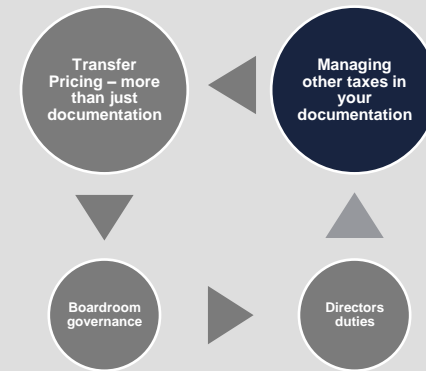 Transfer
Pricing – more
than just
documentation
Managing
other taxes in
your
documentation
Boardroom
governance
Directors
duties